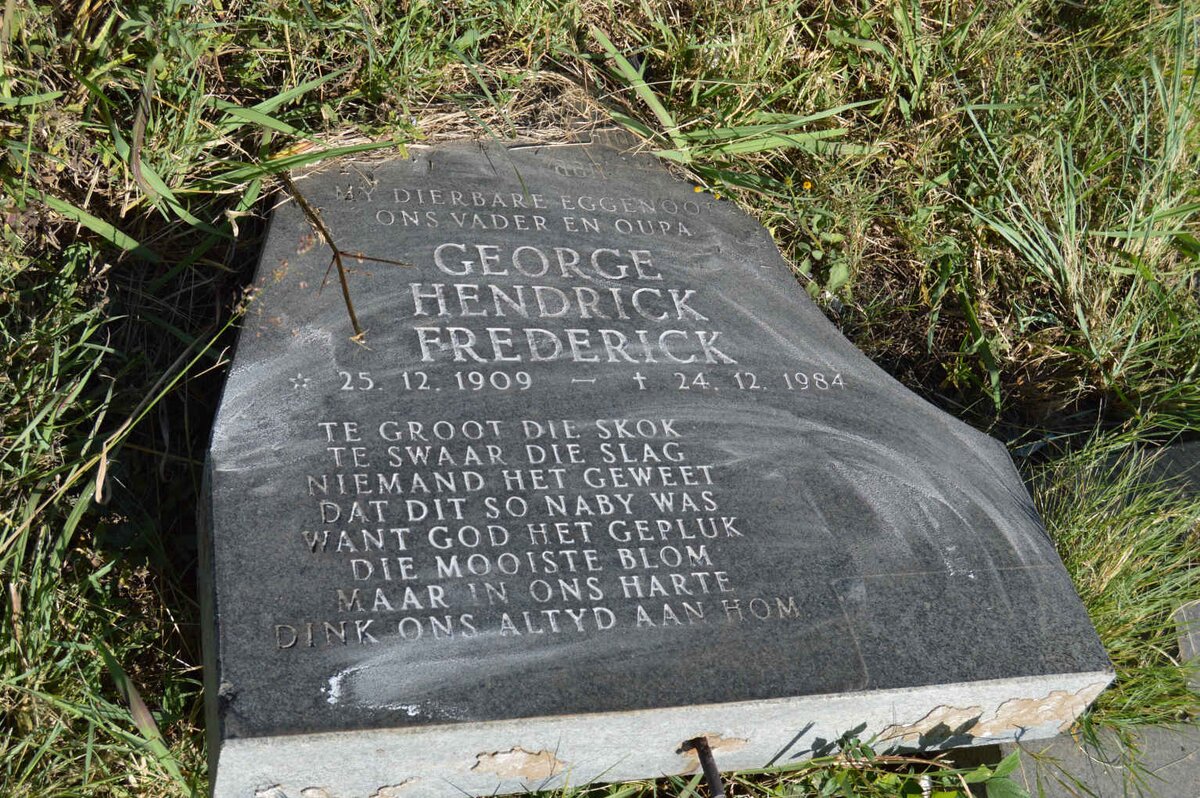 MY DIERBARE EGGENOO
ONS VADER EN OUPA
GEORGE
HENDRICK
FREDERICK
☆ 25. 12. 1909 — † 24. 12. 1984
TE GROOT DIE SKOK
TE SWAAR DIE SLAG
NIEMAND HET GEWEET
DAT DIT SO NABY WAS
WANT GOD HET GEPLUK
DIE MOOISTE BLOM
MAAR IN ONS HARTE
DINK ONS ALTYD AAN HOM